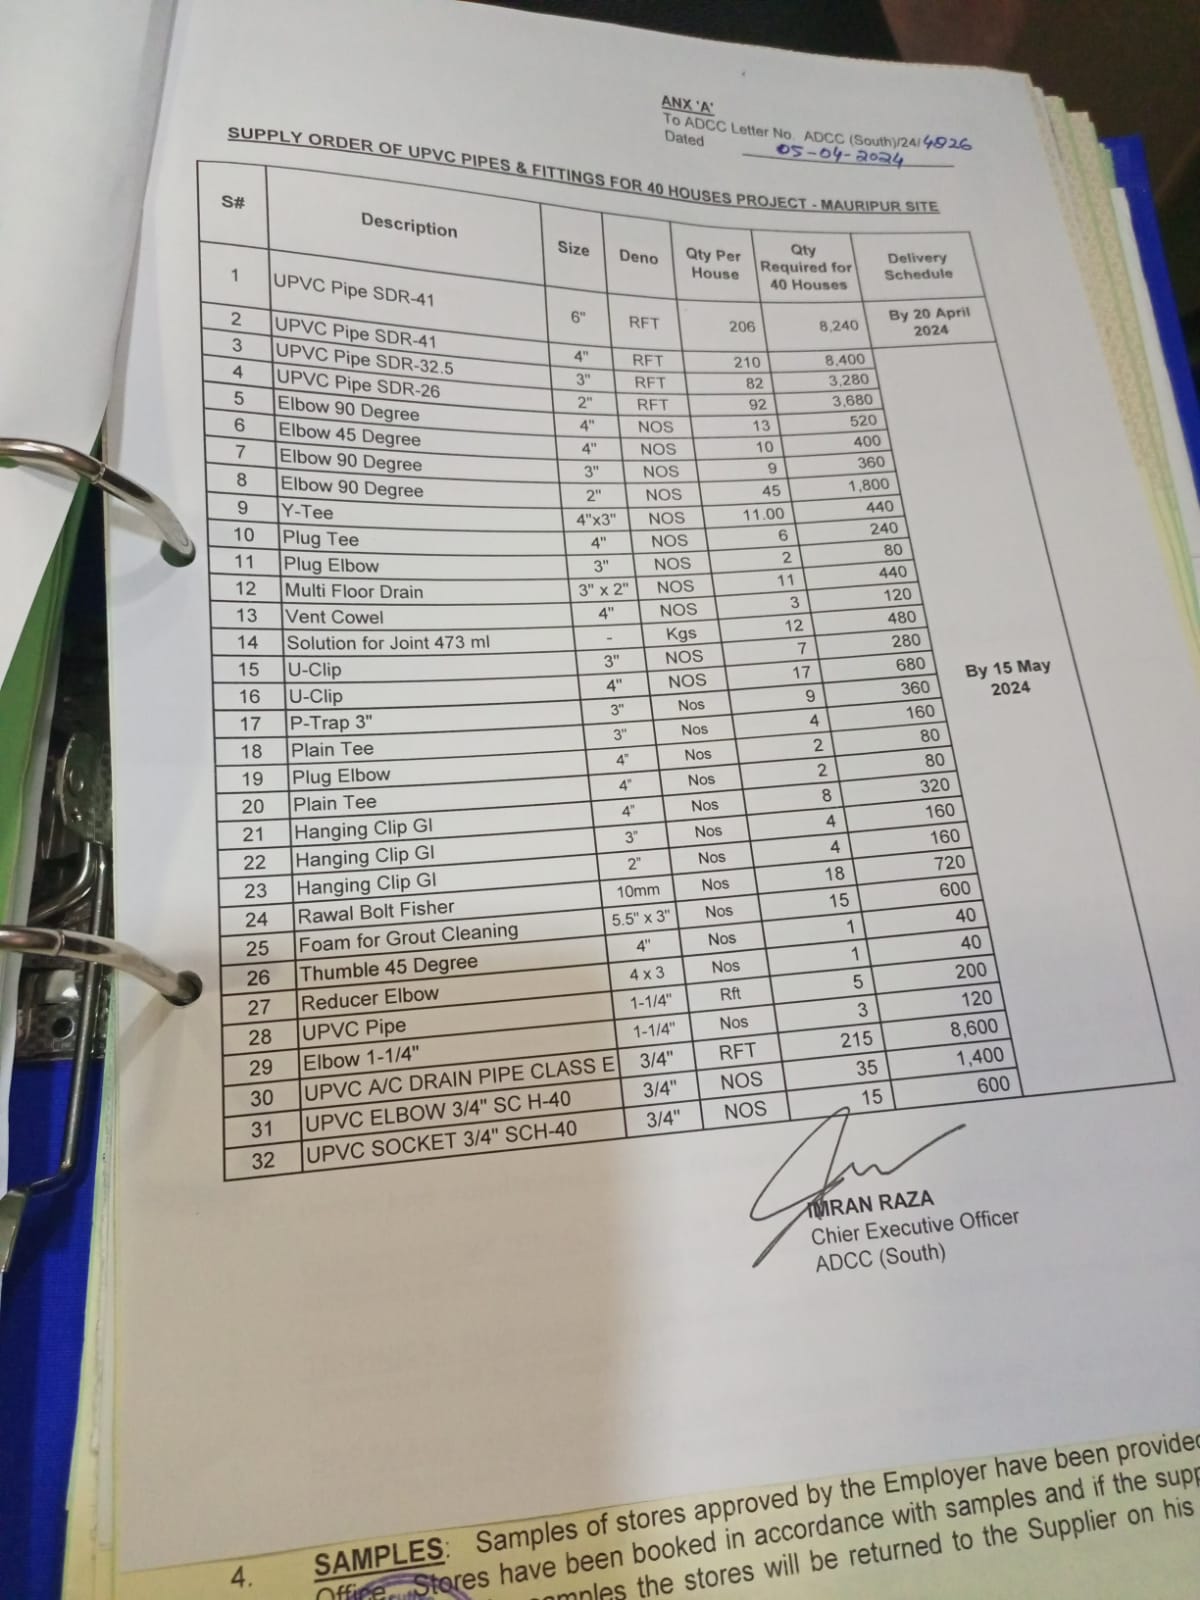 ANX 'A'
To ADCC Letter No. ADCC (South)/24/4826
Dated 05-04-2024
SUPPLY ORDER OF UPVC PIPES & FITTINGS FOR 40 HOUSES PROJECT - MAURIPUR SITE
S# Description Size Deno Qty Per House Qty Required for 40 Houses Delivery Schedule
1 UPVC Pipe SDR-41 6" RFT 206 8,240 By 20 April 2024
2 UPVC Pipe SDR-41 4" RFT 210 8,400
3 UPVC Pipe SDR-32.5 3" RFT 82 3,280
4 UPVC Pipe SDR-26 2" RFT 92 3,680
5 Elbow 90 Degree 4" NOS 13 520
6 Elbow 45 Degree 4" NOS 10 400
7 Elbow 90 Degree 3" NOS 9 360
8 Elbow 90 Degree 2" NOS 45 1,800
9 Y-Tee 4"x3" NOS 11.00 440
10 Plug Tee 4" NOS 6 240
11 Plug Elbow 3" NOS 2 80
12 Multi Floor Drain 3" x 2" NOS 11 440
13 Vent Cowel 4" NOS 3 120
14 Solution for Joint 473 ml - Kgs 12 480
15 U-Clip 3" NOS 7 280
16 U-Clip 4" NOS 17 680
17 P-Trap 3" 3" Nos 9 360
18 Plain Tee 3" Nos 4 160
19 Plug Elbow 4" Nos 2 80
20 Plain Tee 4" Nos 2 80
21 Hanging Clip GI 4" Nos 8 320
22 Hanging Clip GI 3" Nos 4 160
23 Hanging Clip GI 2" Nos 4 160
24 Rawal Bolt Fisher 10mm Nos 18 720
25 Foam for Grout Cleaning 5.5" x 3" Nos 15 600
26 Thumble 45 Degree 4" Nos 1 40
27 Reducer Elbow 4 x 3 Nos 1 40
28 UPVC Pipe 1-1/4" Rft 5 200
29 Elbow 1-1/4" 1-1/4" Nos 3 120
30 UPVC A/C DRAIN PIPE CLASS E 3/4" RFT 215 8,600
31 UPVC ELBOW 3/4" SC H-40 3/4" NOS 35 1,400
32 UPVC SOCKET 3/4" SCH-40 3/4" NOS 15 600
By 15 May 2024
IMRAN RAZA
Chier Executive Officer
ADCC (South)
4. SAMPLES: Samples of stores approved by the Employer have been provide
Office. Stores have been booked in accordance with samples and if the supp
the stores will be returned to the Supplier on his